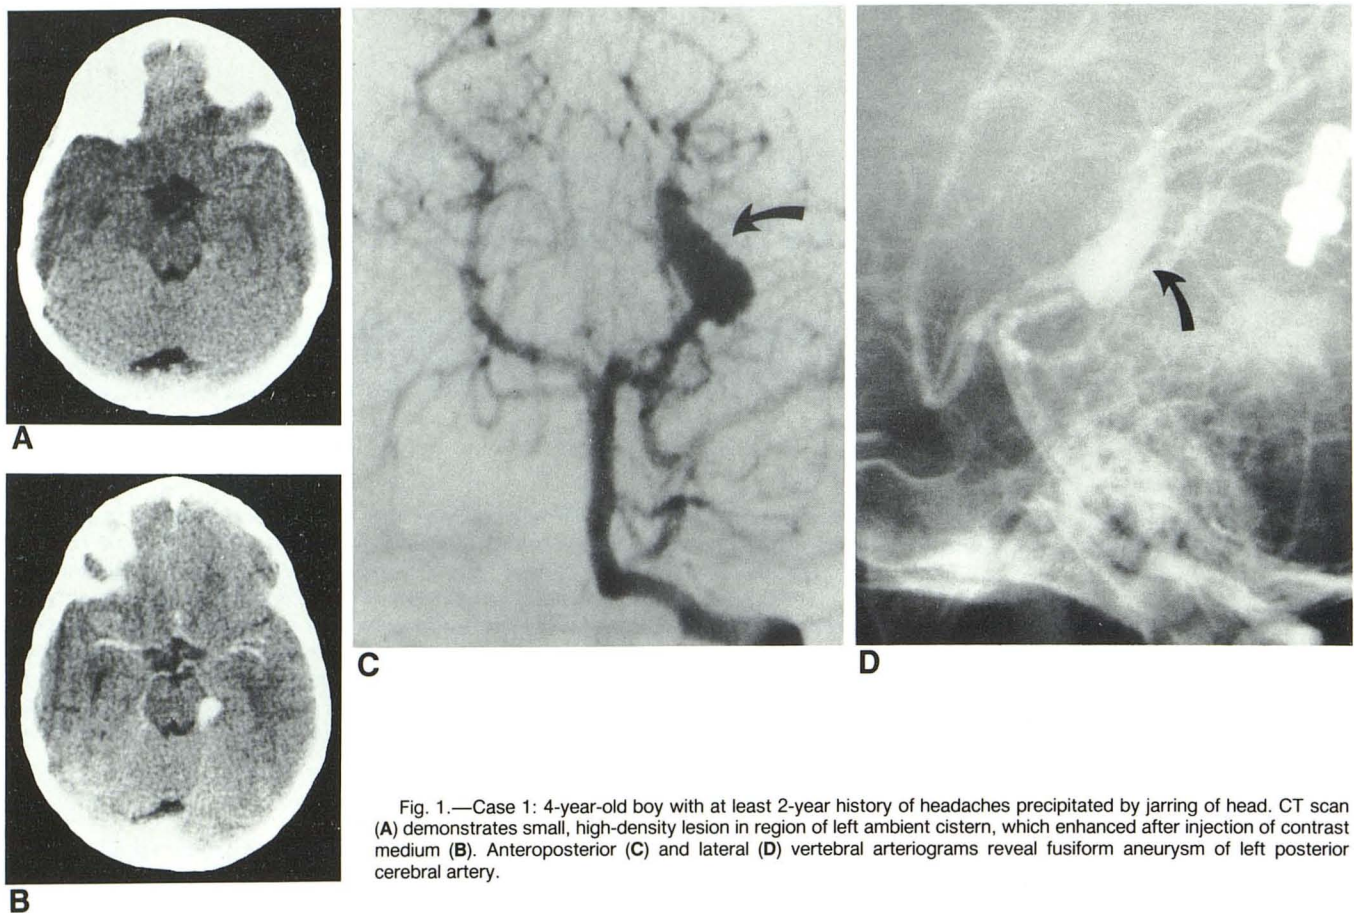 A
B
C
D
Fig. 1.—Case 1: 4-year-old boy with at least 2-year history of headaches precipitated by jarring of head. CT scan
(A) demonstrates small, high-density lesion in region of left ambient cistern, which enhanced after injection of contrast
medium (B). Anteroposterior (C) and lateral (D) vertebral arteriograms reveal fusiform aneurysm of left posterior
cerebral artery.